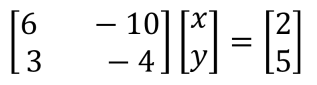 [6 −10] [x] = [2]
[3 −4] [y] = [5]